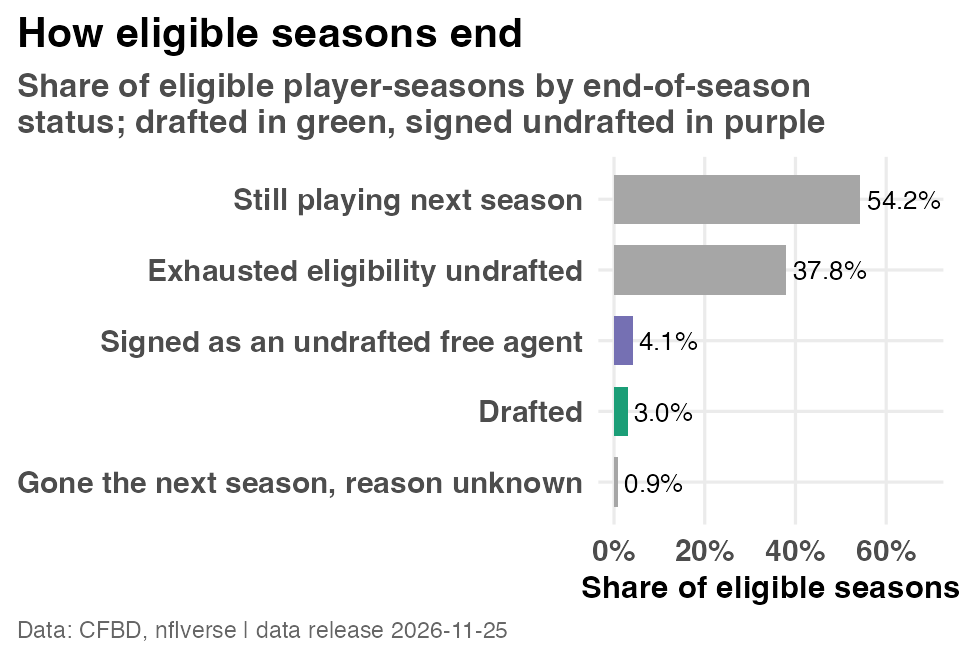 How eligible seasons end
Share of eligible player-seasons by end-of-season
status; drafted in green, signed undrafted in purple
Still playing next season
54.2%
Exhausted eligibility undrafted
37.8%
Signed as an undrafted free agent
4.1%
Drafted
3.0%
Gone the next season, reason unknown
0.9%
0% 20% 40% 60%
Share of eligible seasons
Data: CFBD, nflverse | data release 2026-11-25